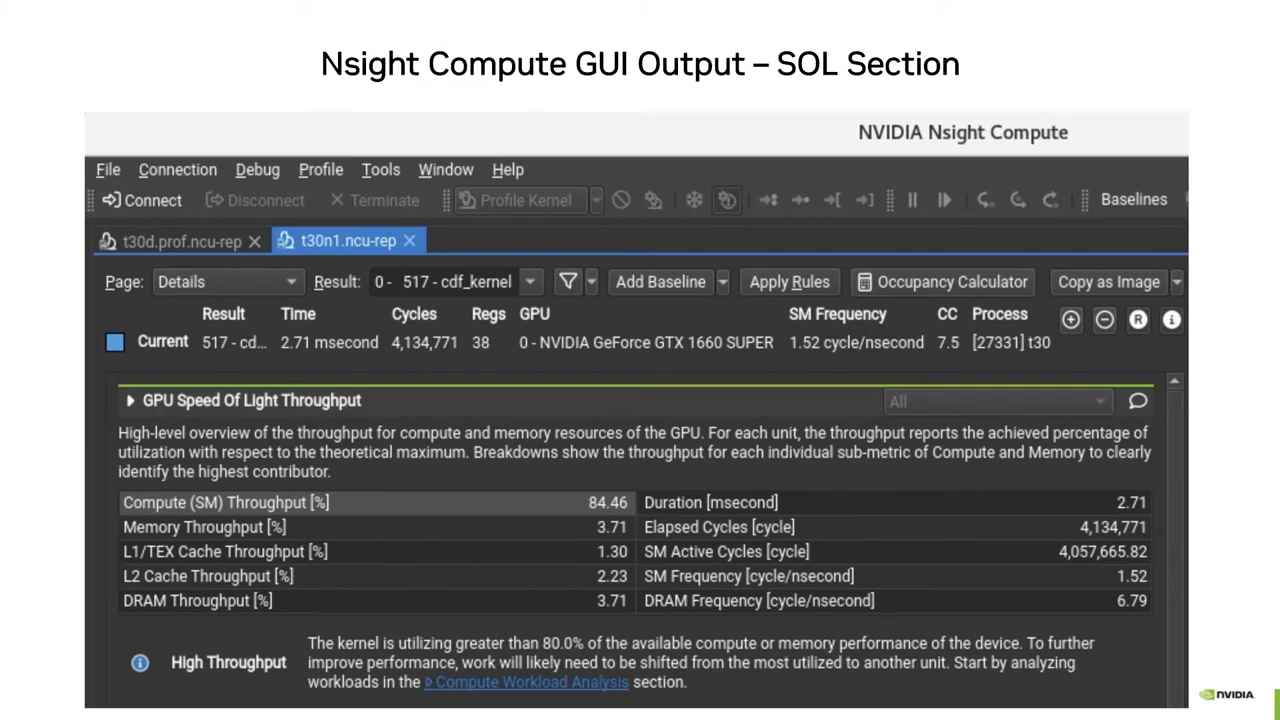 Nsight Compute GUI Output – SOL Section
NVIDIA Nsight Compute
File Connection Debug Profile Tools Window Help
Connect Disconnect Terminate Profile Kernel Baselines
t30d.prof.ncu-rep t30n1.ncu-rep
Page: Details Result: 0 - 517 - cdf_kernel Add Baseline Apply Rules Occupancy Calculator Copy as Image
Result Time Cycles Regs GPU SM Frequency CC Process
Current 517 - cd... 2.71 msecond 4,134,771 38 0 - NVIDIA GeForce GTX 1660 SUPER 1.52 cycle/nsecond 7.5 [27331] t30
GPU Speed Of Light Throughput All
High-level overview of the throughput for compute and memory resources of the GPU. For each unit, the throughput reports the achieved percentage of
utilization with respect to the theoretical maximum. Breakdowns show the throughput for each individual sub-metric of Compute and Memory to clearly
identify the highest contributor.
Compute (SM) Throughput [%] 84.46 Duration [msecond] 2.71
Memory Throughput [%] 3.71 Elapsed Cycles [cycle] 4,134,771
L1/TEX Cache Throughput [%] 1.30 SM Active Cycles [cycle] 4,057,665.82
L2 Cache Throughput [%] 2.23 SM Frequency [cycle/nsecond] 1.52
DRAM Throughput [%] 3.71 DRAM Frequency [cycle/nsecond] 6.79
The kernel is utilizing greater than 80.0% of the available compute or memory performance of the device. To further
High Throughput improve performance, work will likely need to be shifted from the most utilized to another unit. Start by analyzing
workloads in the Compute Workload Analysis section.
NVIDIA